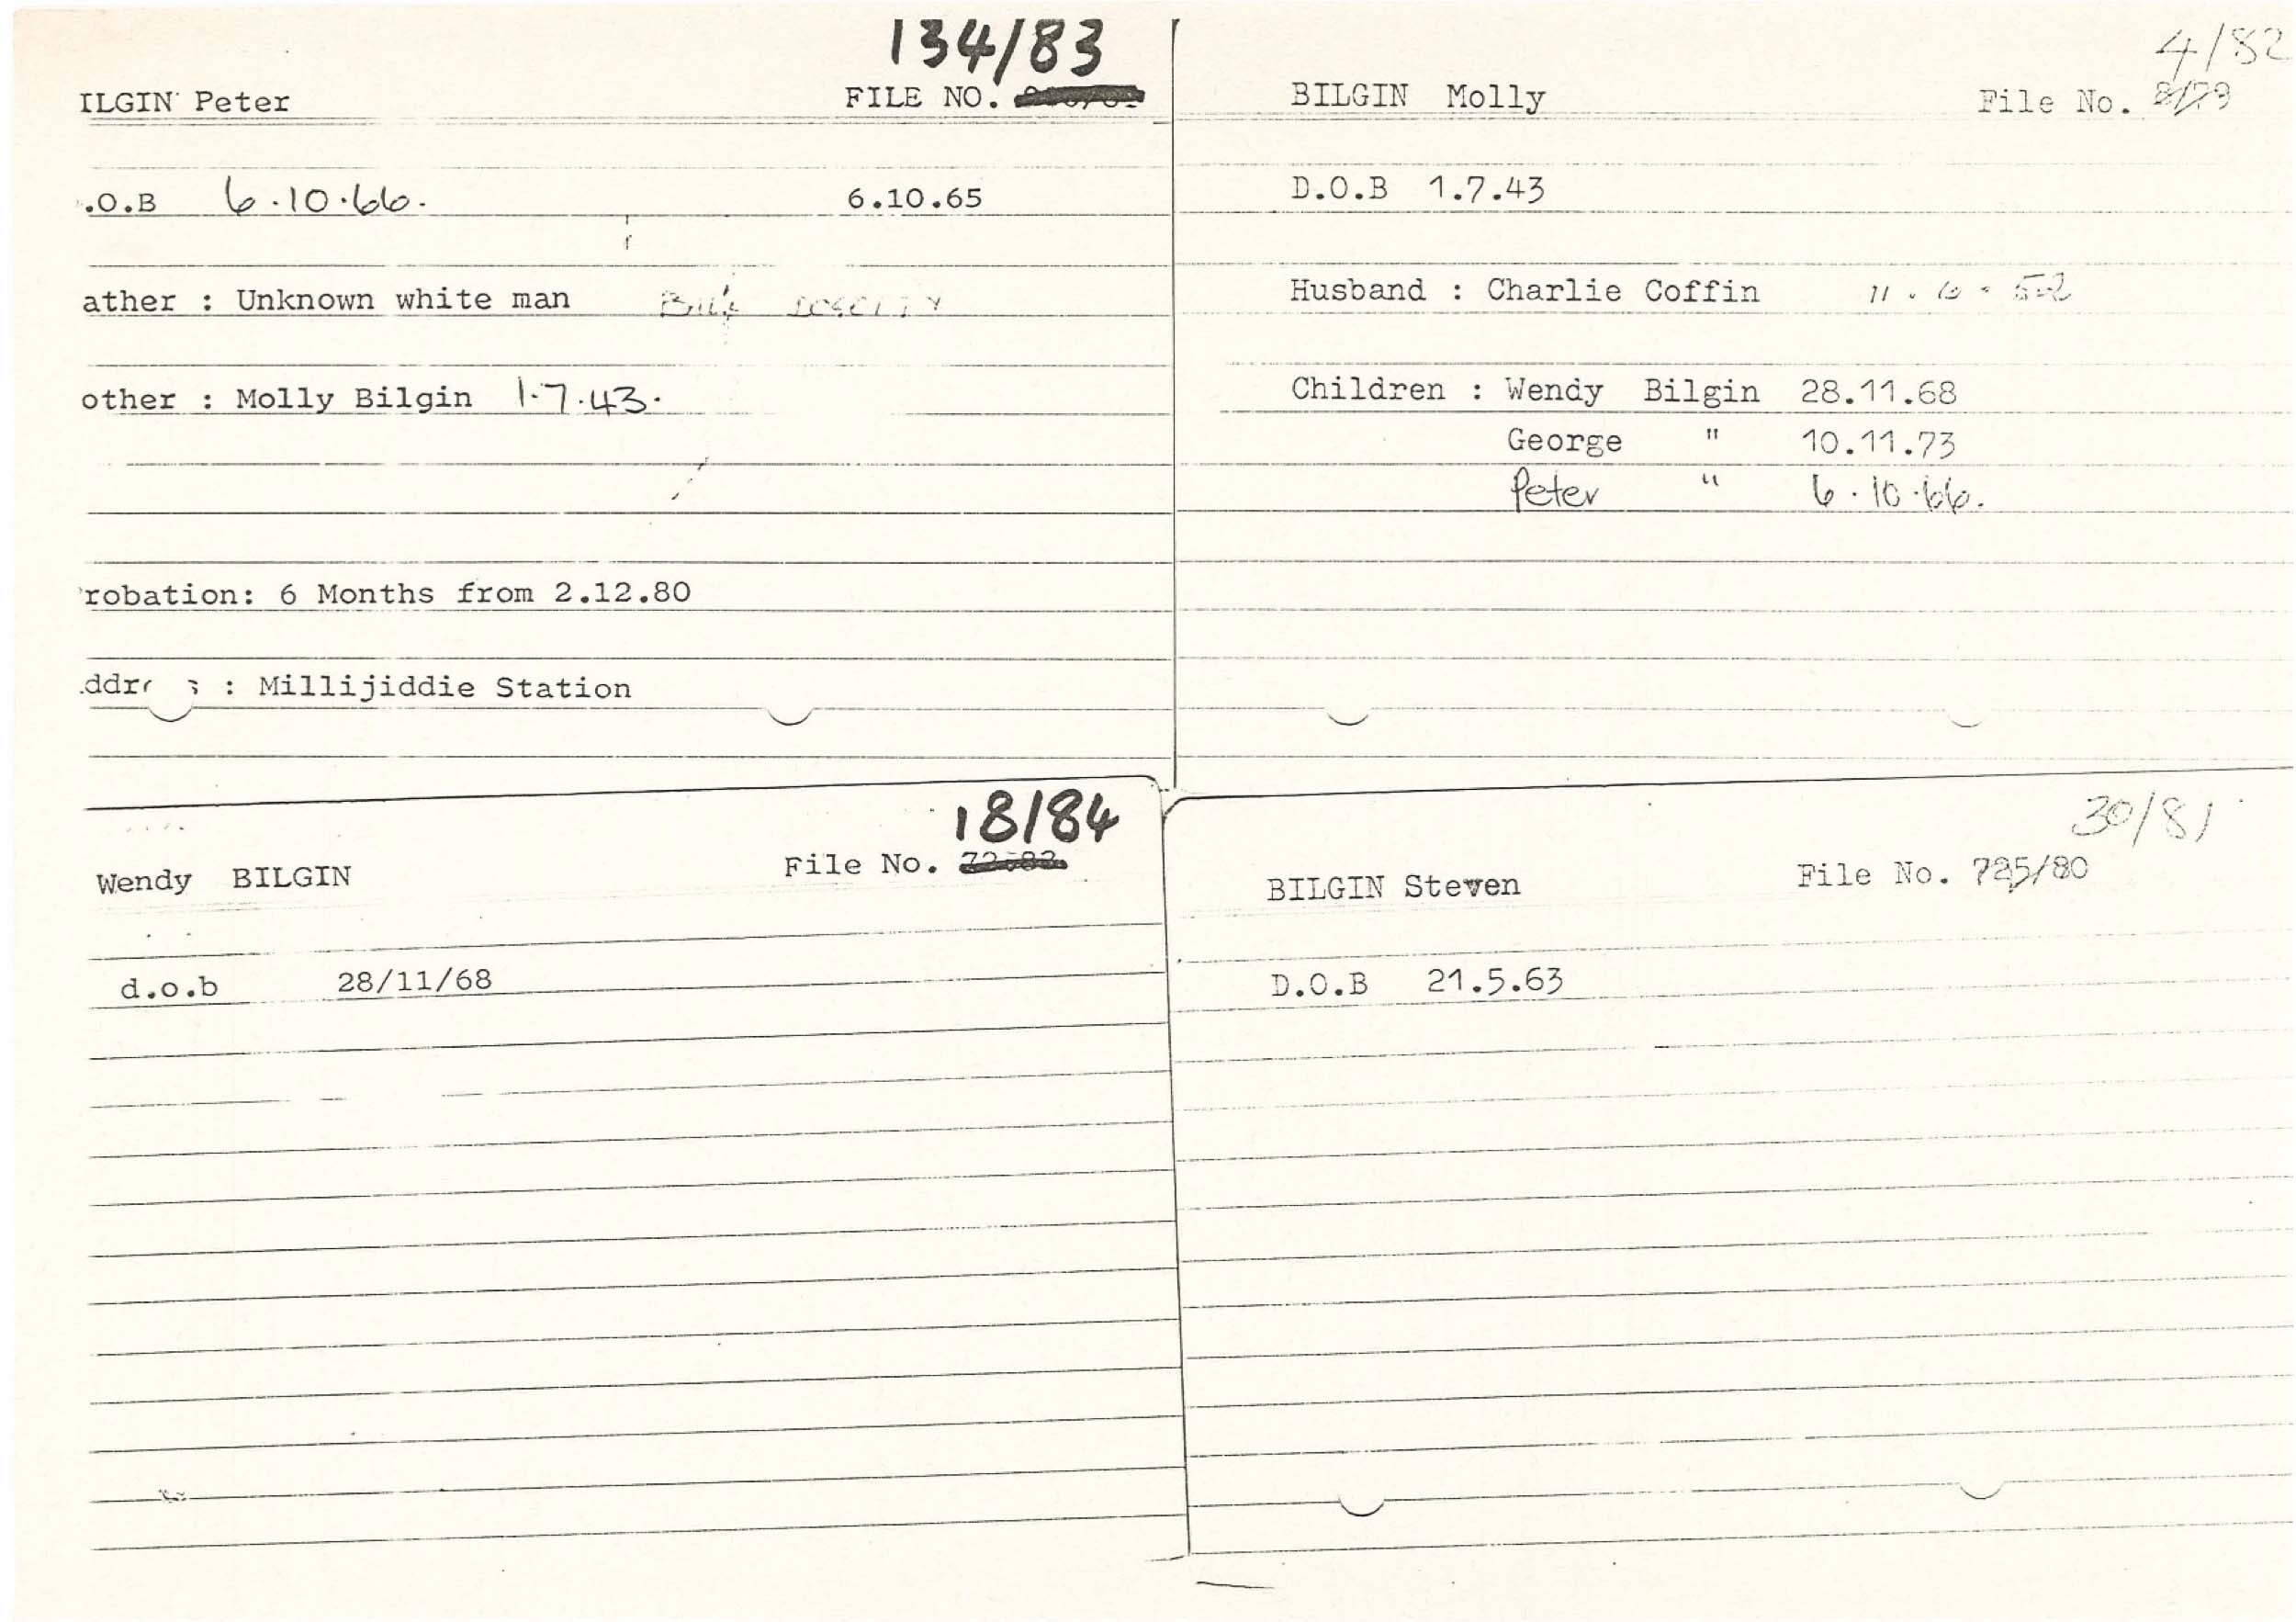 134/83
ILGIN Peter FILE NO.
.O.B 6.10.66. 6.10.65
ather : Unknown white man
other : Molly Bilgin 1.7.43.
robation: 6 Months from 2.12.80
ddr s : Millijiddie Station
4/82
BILGIN Molly File No.
D.O.B 1.7.43
Husband : Charlie Coffin 11.6.52
Children : Wendy Bilgin 28.11.68
George " 10.11.73
Peter " 6.10.66.
18/84
Wendy BILGIN File No.
d.o.b 28/11/68
30/81
BILGIN Steven File No.
D.O.B 21.5.63